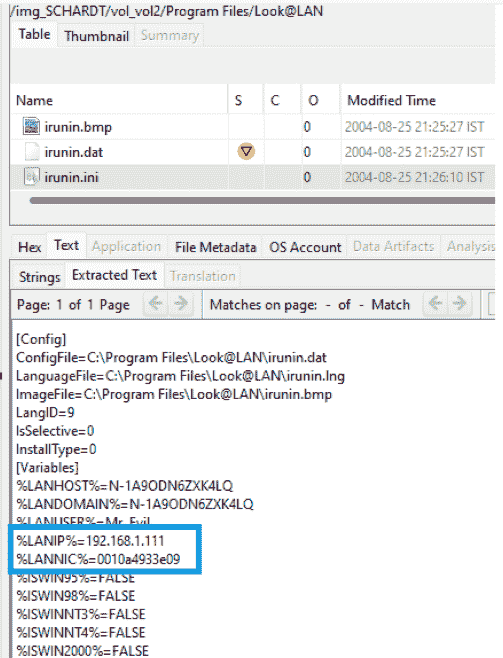 /img_SCHARDT/vol_vol2/Program Files/Look@LAN
Table Thumbnail Summary
Name S C O Modified Time
irunin.bmp 0 2004-08-25 21:25:27 IST
irunin.dat 0 2004-08-25 21:25:27 IST
irunin.ini 0 2004-08-25 21:26:10 IST
Hex Text Application File Metadata OS Account Data Artifacts Analysis
Strings Extracted Text Translation
Page: 1 of 1 Page Matches on page: - of - Match
[Config]
ConfigFile=C:\Program Files\Look@LAN\irunin.dat
LanguageFile=C:\Program Files\Look@LAN\irunin.lng
ImageFile=C:\Program Files\Look@LAN\irunin.bmp
LangID=9
IsSelective=0
InstallType=0
[Variables]
%LANHOST%=N-1A9ODN6ZXK4LQ
%LANDOMAIN%=N-1A9ODN6ZXK4LQ
%LANUSER%=Mr. Evil
%LANIP%=192.168.1.111
%LANNIC%=0010a4933e09
%ISWIN95%=FALSE
%ISWIN98%=FALSE
%ISWINNT3%=FALSE
%ISWINNT4%=FALSE
%ISWIN2000%=FALSE